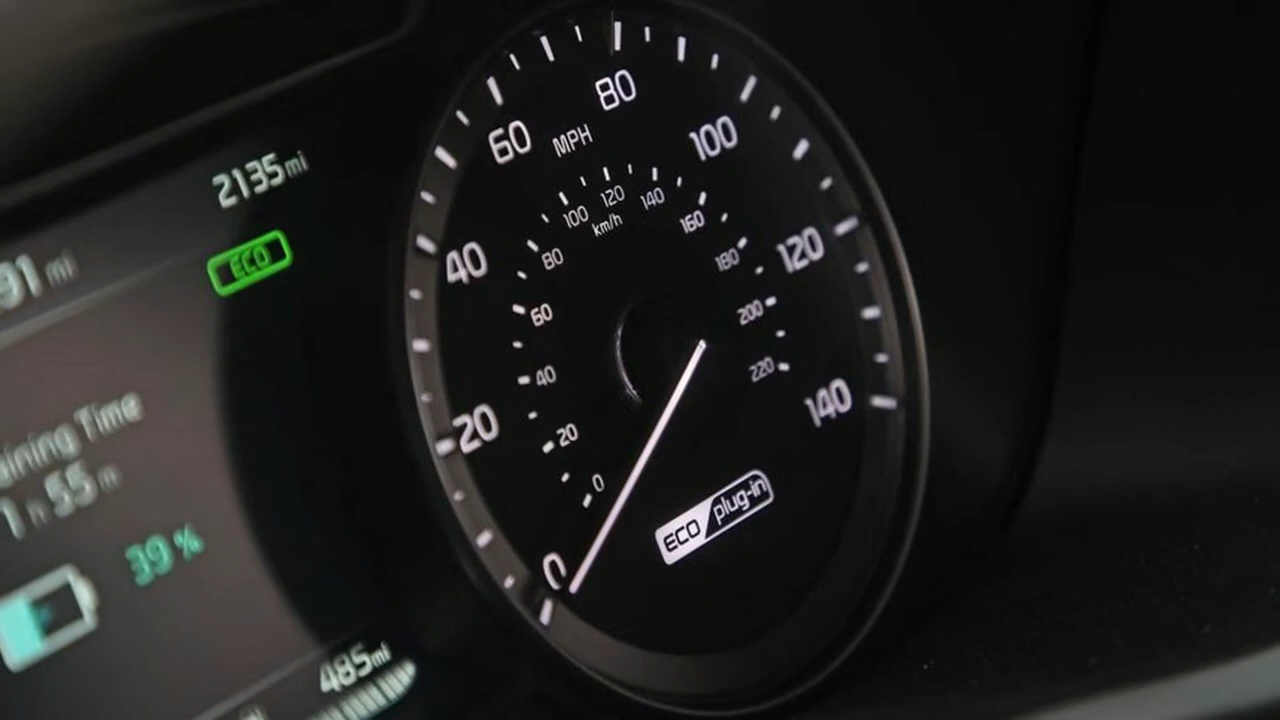 2135 mi
ECO
91 mi
aining Time
1 h 55 m
39 %
485 mi
MPH
0
20
40
60
80
100
120
140
km/h
0
20
40
60
80
100
120
140
160
180
200
220
ECO plug-in